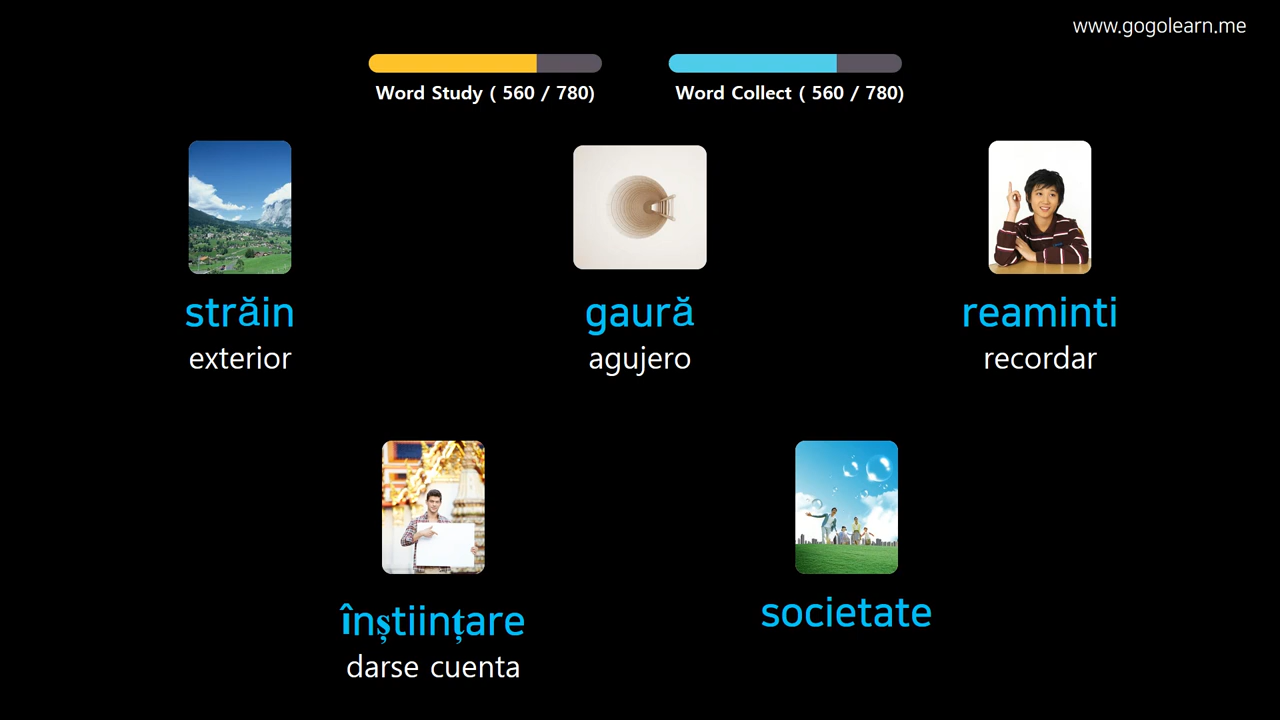 www.gogolearn.me
Word Study ( 560 / 780)
Word Collect ( 560 / 780)
străin
exterior
gaură
agujero
reaminti
recordar
înștiințare
darse cuenta
societate